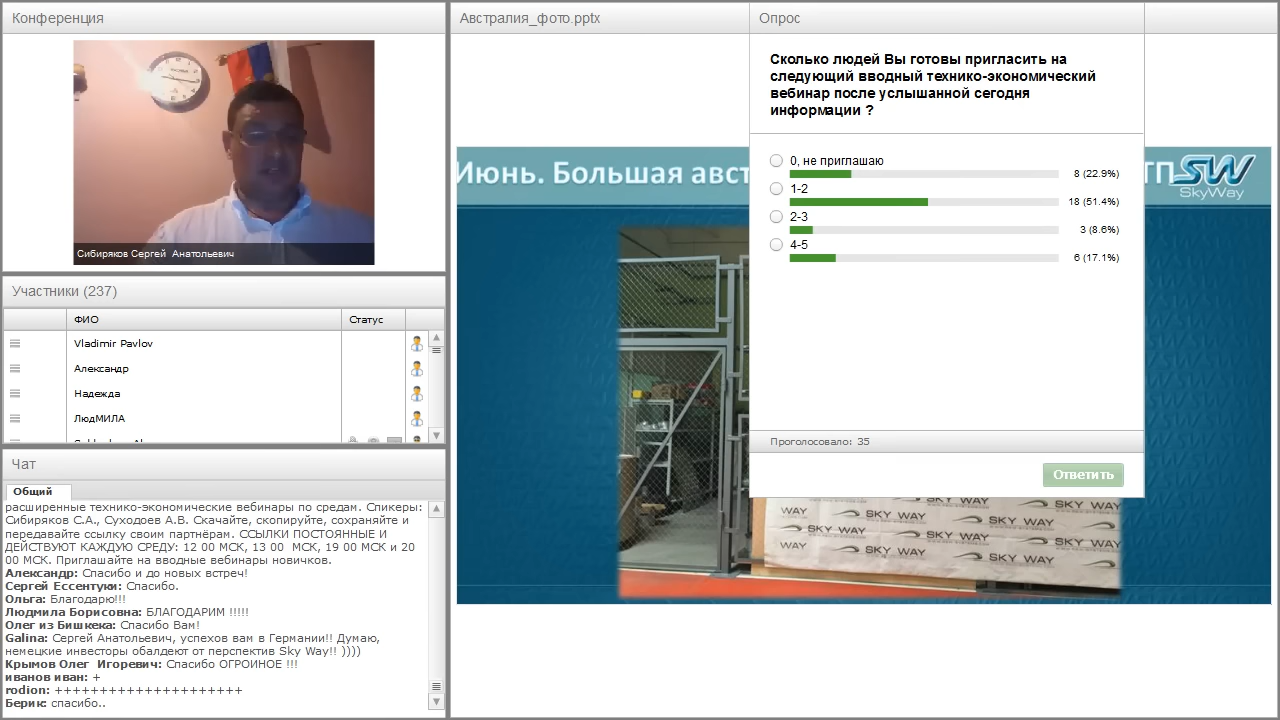 Конференция
Сибиряков Сергей Анатольевич
Участники (237)
ФИО
Статус
Vladimir Pavlov
Александр
Надежда
ЛюдМИЛА
Чат
Общий
расширенные технико-экономические вебинары по средам. Спикеры:
Сибиряков С.А., Суходоев А.В. Скачайте, скопируйте, сохраняйте и
передавайте ссылку своим партнёрам. ССЫЛКИ ПОСТОЯННЫЕ И
ДЕЙСТВУЮТ КАЖДУЮ СРЕДУ: 12 00 МСК, 13 00 МСК, 19 00 МСК и 20
00 МСК. Приглашайте на вводные вебинары новичков.
Александр: Спасибо и до новых встреч!
Сергей Ессентуки: Спасибо.
Ольга: Благодарю!!!
Людмила Борисовна: БЛАГОДАРИМ !!!!!
Олег из Бишкека: Спасибо Вам!
Galina: Сергей Анатольевич, успехов вам в Германии!! Думаю,
немецкие инвесторы обалдеют от перспектив Sky Way!! ))))
Крымов Олег Игоревич: Спасибо ОГРОИНОЕ !!!
иванов иван: +
rodion: +++++++++++++++++++++
Берик: спасибо..
Австралия_фото.pptx
Июнь. Большая авст
ТП
SW
SkyWay
WAY
SKY WAY
SKY WAY
SKY WAY
WAY
SKY WAY
SKY WAY
Опрос
Сколько людей Вы готовы пригласить на
следующий вводный технико-экономический
вебинар после услышанной сегодня
информации ?
0, не приглашаю
8 (22.9%)
1-2
18 (51.4%)
2-3
3 (8.6%)
4-5
6 (17.1%)
Проголосовало: 35
Ответить